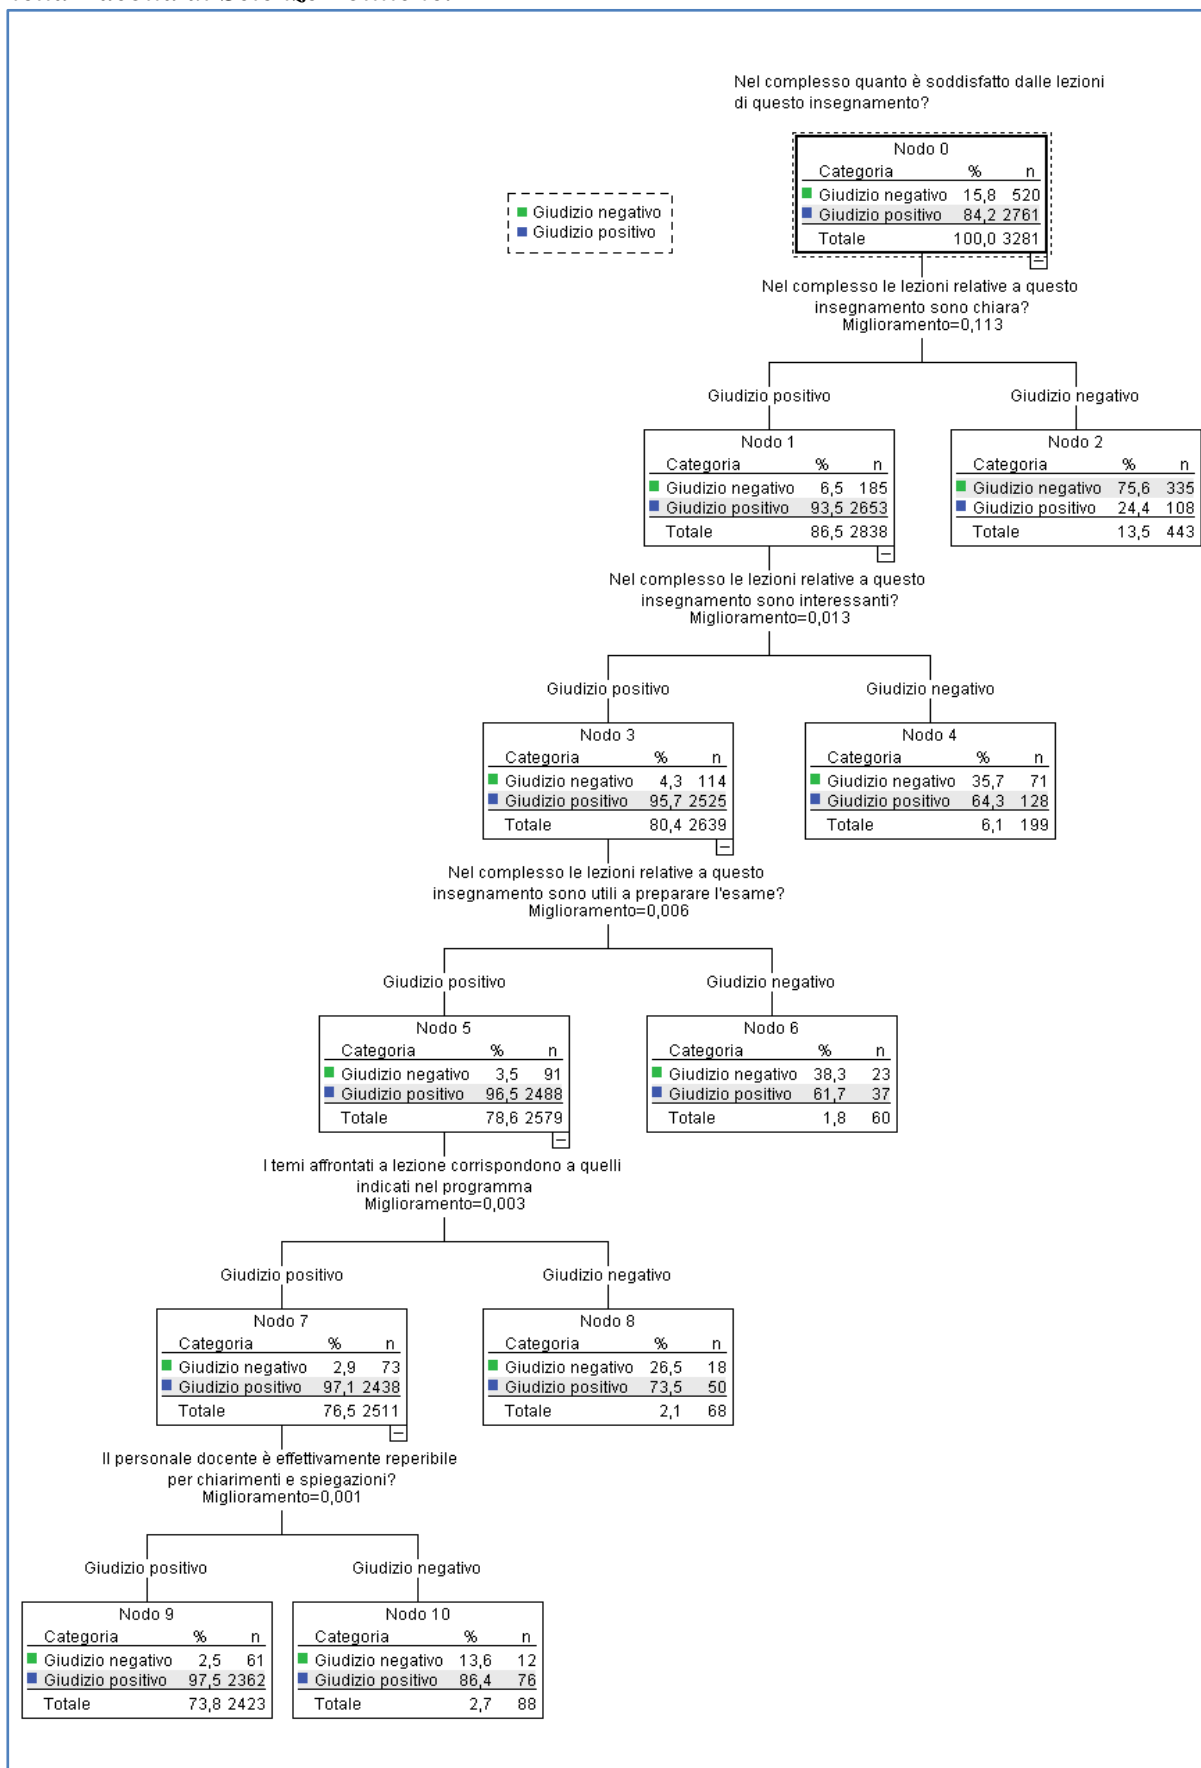 Nel complesso quanto è soddisfatto dalle lezioni
di questo insegnamento?
Nodo 0
Categoria % n
Giudizio negativo 15,8 520
Giudizio positivo 84,2 2761
Totale 100,0 3281
Giudizio negativo
Giudizio positivo
Nel complesso le lezioni relative a questo
insegnamento sono chiara?
Miglioramento=0,113
Giudizio positivo Giudizio negativo
Nodo 1
Categoria % n
Giudizio negativo 6,5 185
Giudizio positivo 93,5 2653
Totale 86,5 2838
Nodo 2
Categoria % n
Giudizio negativo 75,6 335
Giudizio positivo 24,4 108
Totale 13,5 443
Nel complesso le lezioni relative a questo
insegnamento sono interessanti?
Miglioramento=0,013
Giudizio positivo Giudizio negativo
Nodo 3
Categoria % n
Giudizio negativo 4,3 114
Giudizio positivo 95,7 2525
Totale 80,4 2639
Nodo 4
Categoria % n
Giudizio negativo 35,7 71
Giudizio positivo 64,3 128
Totale 6,1 199
Nel complesso le lezioni relative a questo
insegnamento sono utili a preparare l'esame?
Miglioramento=0,006
Giudizio positivo Giudizio negativo
Nodo 5
Categoria % n
Giudizio negativo 3,5 91
Giudizio positivo 96,5 2488
Totale 78,6 2579
Nodo 6
Categoria % n
Giudizio negativo 38,3 23
Giudizio positivo 61,7 37
Totale 1,8 60
I temi affrontati a lezione corrispondono a quelli
indicati nel programma
Miglioramento=0,003
Giudizio positivo Giudizio negativo
Nodo 7
Categoria % n
Giudizio negativo 2,9 73
Giudizio positivo 97,1 2438
Totale 76,5 2511
Nodo 8
Categoria % n
Giudizio negativo 26,5 18
Giudizio positivo 73,5 50
Totale 2,1 68
Il personale docente è effettivamente reperibile
per chiarimenti e spiegazioni?
Miglioramento=0,001
Giudizio positivo Giudizio negativo
Nodo 9
Categoria % n
Giudizio negativo 2,5 61
Giudizio positivo 97,5 2362
Totale 73,8 2423
Nodo 10
Categoria % n
Giudizio negativo 13,6 12
Giudizio positivo 86,4 76
Totale 2,7 88